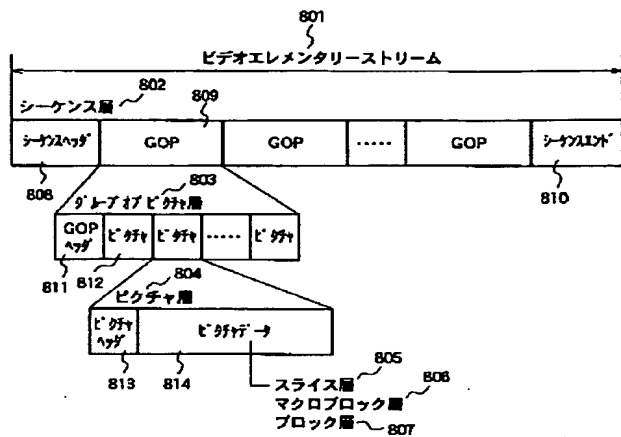 801
ビデオエレメンタリーストリーム
シーケンス層 802
809
シーケンスヘッダ GOP GOP ..... GOP シーケンスエンド
808
810
グループオブピクチャ層 803
GOPヘッダ ピクチャ ピクチャ ..... ピクチャ
811 812
ピクチャ層 804
ピクチャヘッダ ピクチャデータ
813 814
スライス層 805
マクロブロック層 806
ブロック層 807